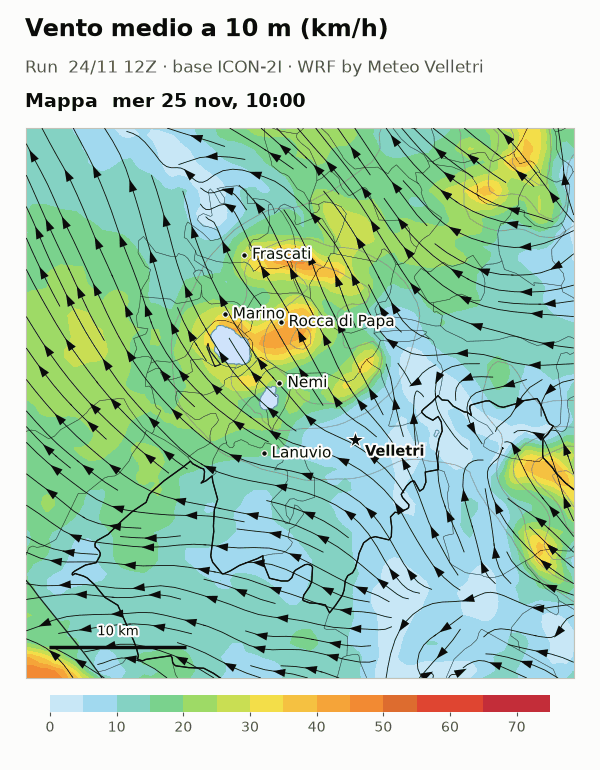 Vento medio a 10 m (km/h)
Run  24/11 12Z · base ICON-2I · WRF by Meteo Velletri
Mappa  mer 25 nov, 10:00
Frascati
Marino
Rocca di Papa
Nemi
Velletri
Lanuvio
10 km
0 10 20 30 40 50 60 70